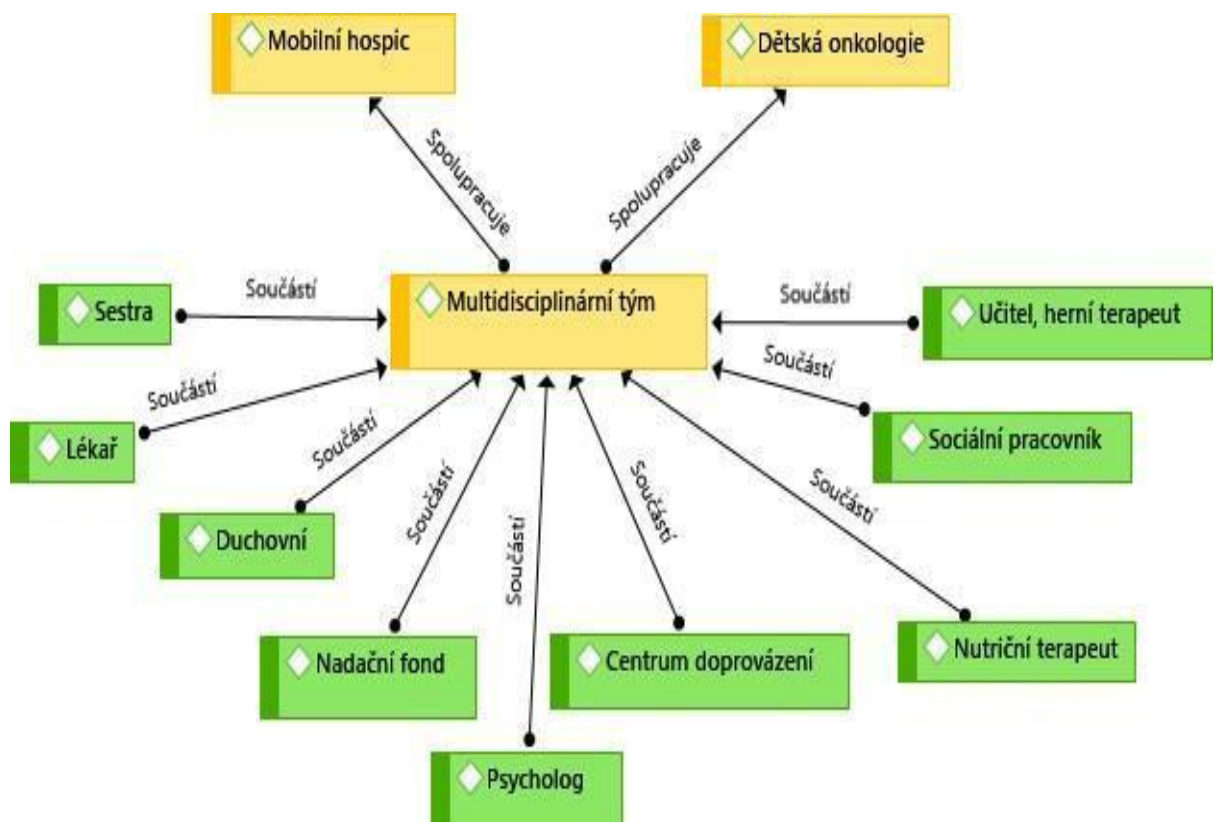 Mobilní hospic
Dětská onkologie
Spolupracuje
Spolupracuje
Sestra
Součástí
Multidisciplinární tým
Součástí
Učitel, herní terapeut
Lékař
Součástí
Součástí
Sociální pracovník
Duchovní
Součástí
Součástí
Součástí
Součástí
Součástí
Nadační fond
Centrum doprovázení
Nutriční terapeut
Psycholog